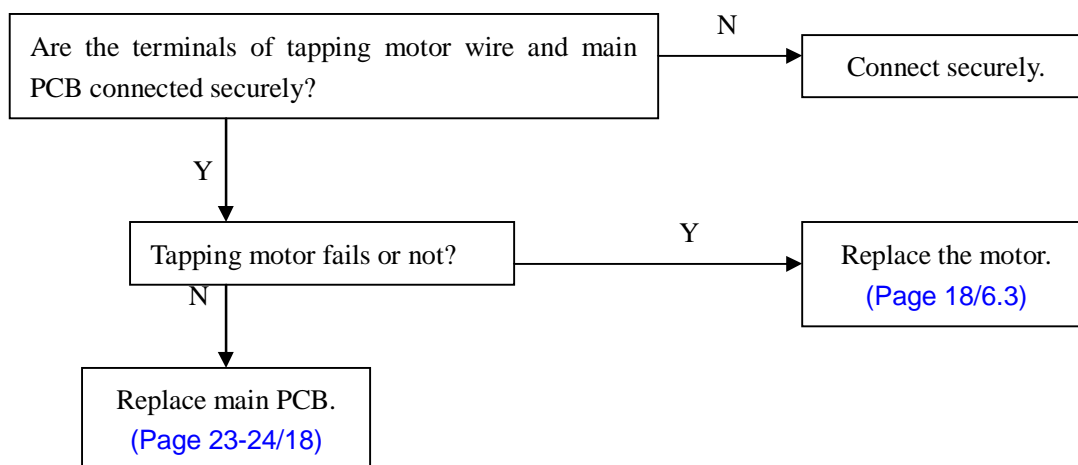 Are the terminals of tapping motor wire and main
PCB connected securely?
N
Connect securely.
Y
Tapping motor fails or not?
Y
Replace the motor.
(Page 18/6.3)
N
Replace main PCB.
(Page 23-24/18)